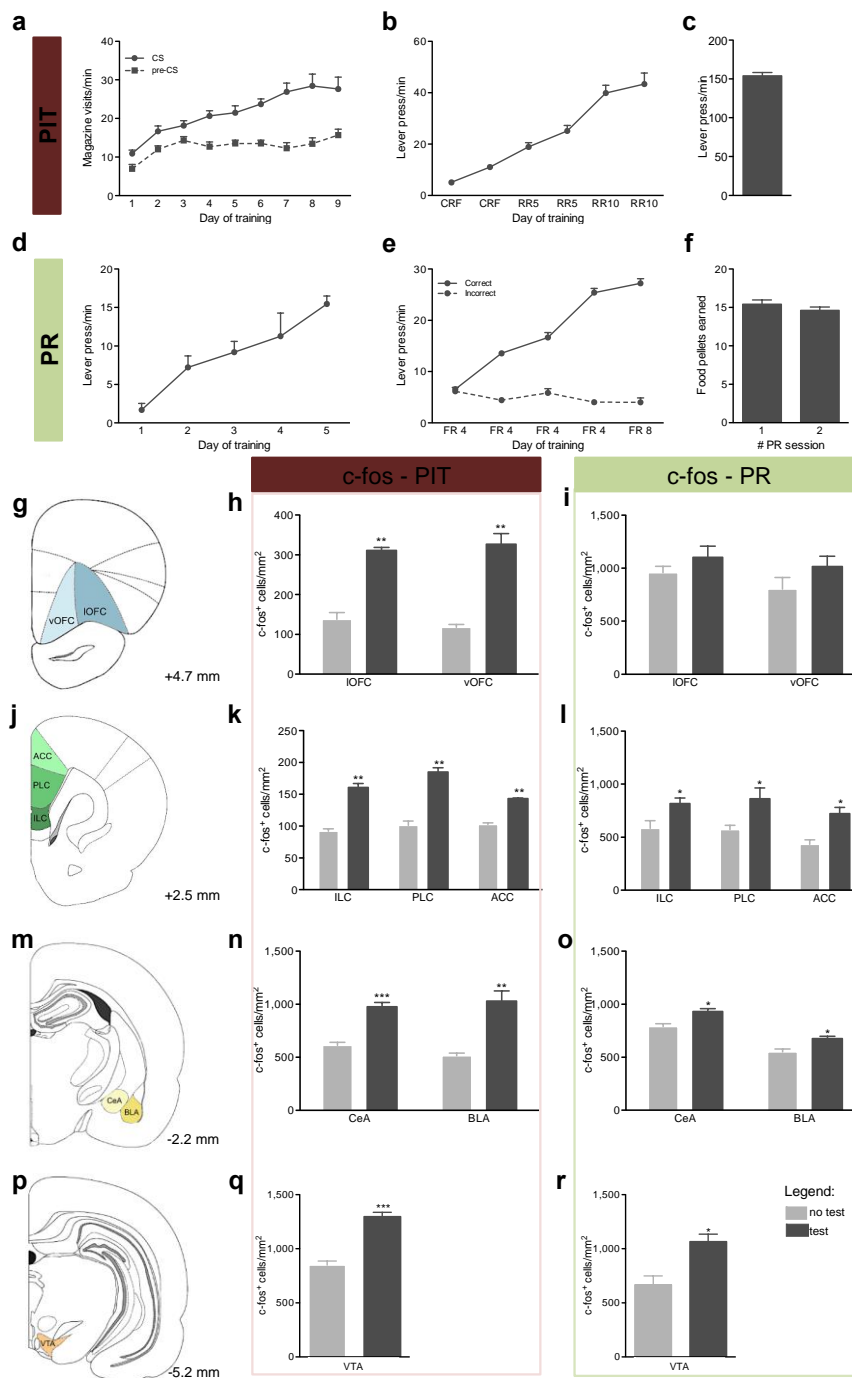 a
b
c
PIT
CS
pre-CS
Magazine visits/min
40
30
20
10
0
1 2 3 4 5 6 7 8 9
Day of training
Lever press/min
60
40
20
0
CRF CRF RR5 RR5 RR10 RR10
Day of training
Lever press/min
200
150
100
50
0
d
e
f
PR
Lever press/min
20
15
10
5
0
1 2 3 4 5
Day of training
Correct
Incorrect
Lever press/min
30
20
10
0
FR 4 FR 4 FR 4 FR 4 FR 8
Day of training
Food pellets earned
20
15
10
5
0
1 2
# PR session
c-fos - PIT
c-fos - PR
g
vOFC lOFC
+4.7 mm
h
c-fos+ cells/mm2
400
300
200
100
0
** **
lOFC vOFC
i
c-fos+ cells/mm2
1,500
1,000
500
0
lOFC vOFC
j
ACC
PLC
ILC
+2.5 mm
k
c-fos+ cells/mm2
250
200
150
100
50
0
** ** **
ILC PLC ACC
l
c-fos+ cells/mm2
1,500
1,000
500
0
* * *
ILC PLC ACC
m
CeA
BLA
-2.2 mm
n
c-fos+ cells/mm2
1,500
1,000
500
0
*** **
CeA BLA
o
c-fos+ cells/mm2
1,500
1,000
500
0
* *
CeA BLA
p
VTA
-5.2 mm
q
c-fos+ cells/mm2
1,500
1,000
500
0
***
VTA
r
c-fos+ cells/mm2
1,500
1,000
500
0
*
VTA
Legend:
no test
test